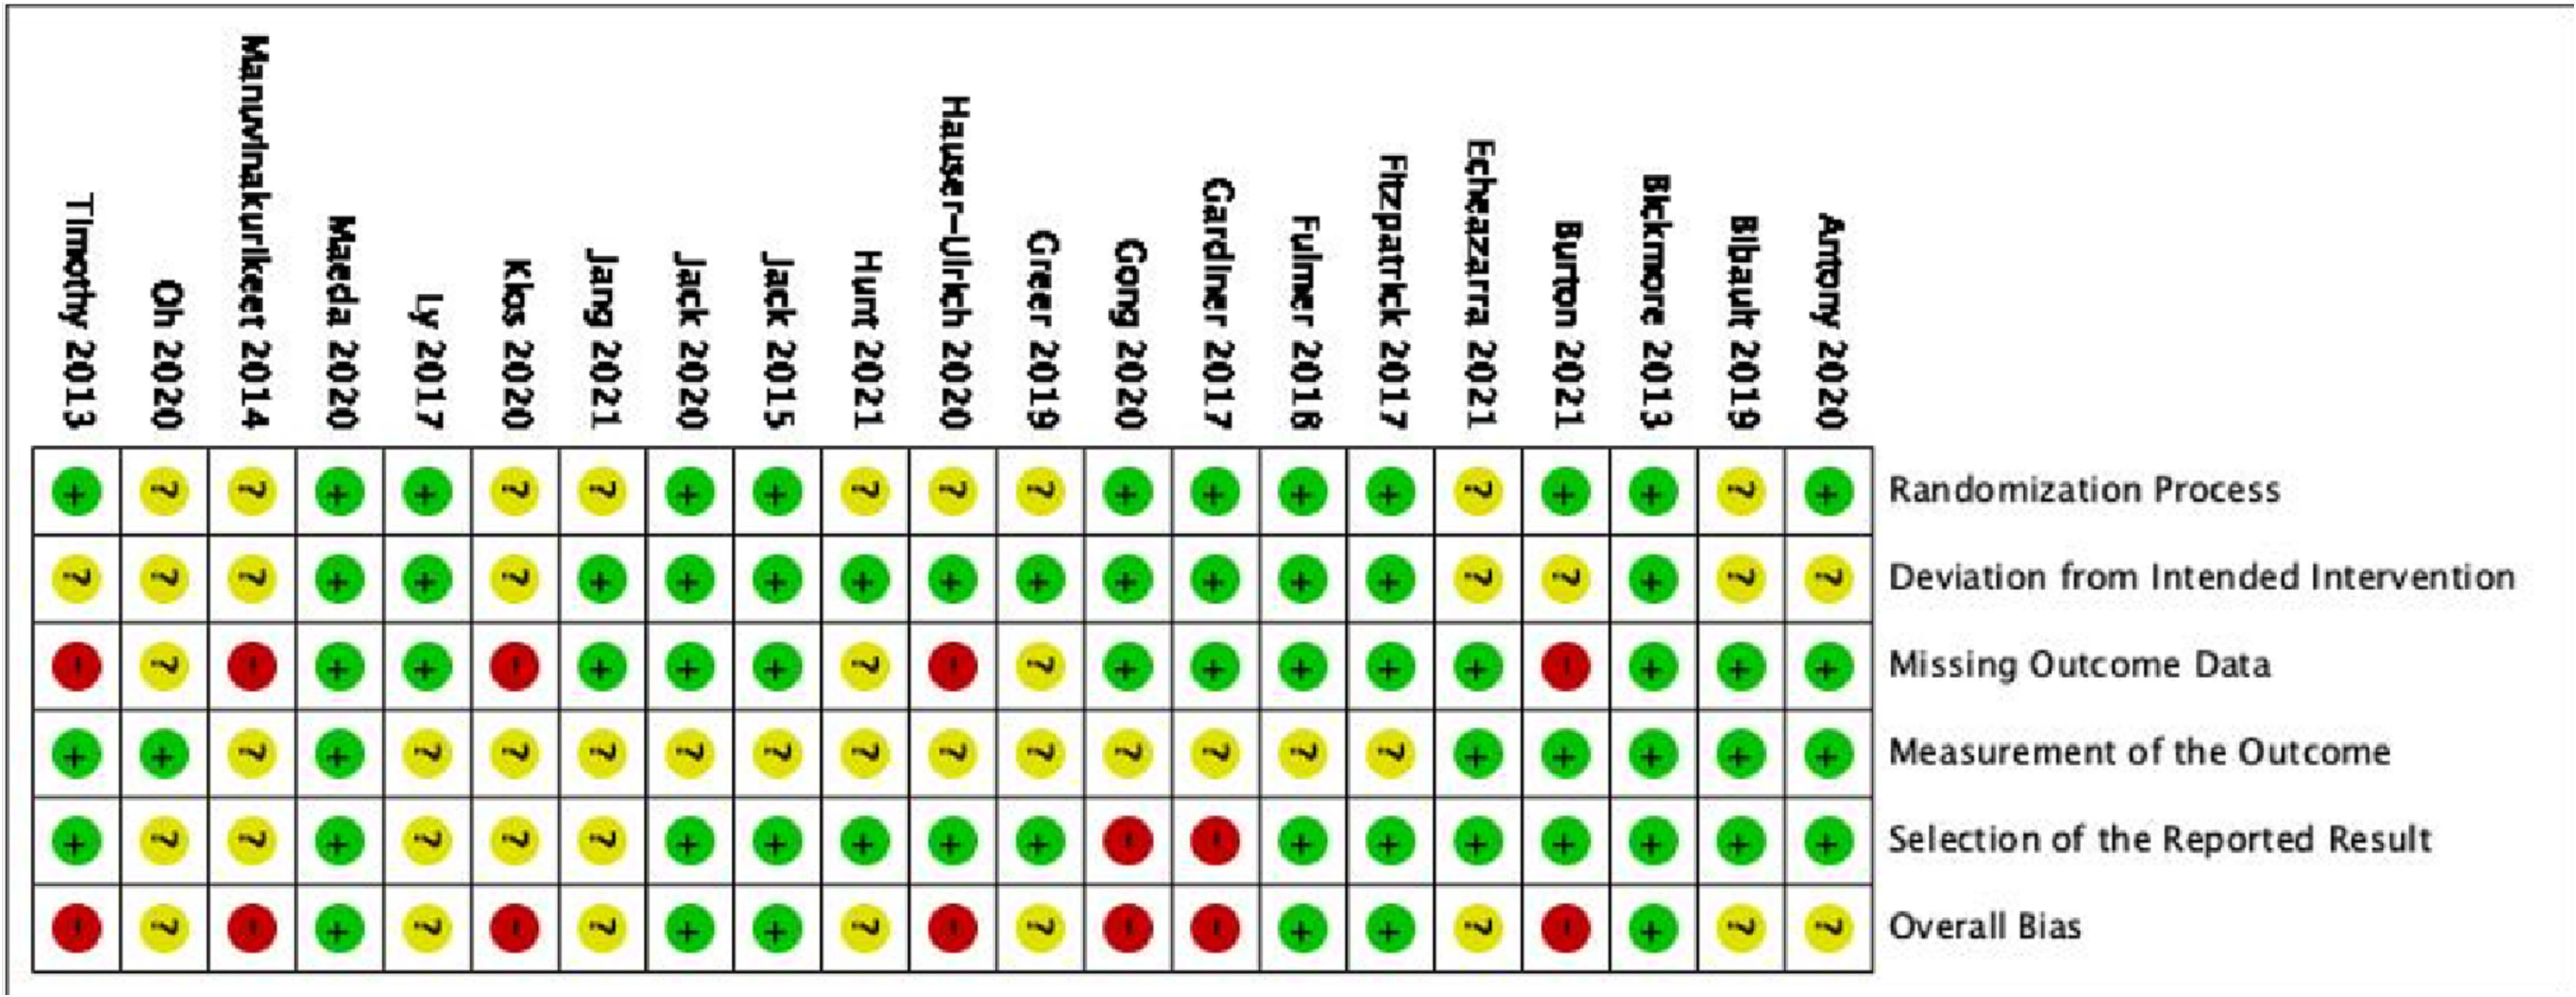 Timothy 2013
Oh 2020
Manuvinakurikeet 2014
Maeda 2020
Ly 2017
Klos 2020
Jang 2021
Jack 2020
Jack 2015
Hunt 2021
Hauser-Ulrich 2020
Greer 2019
Gong 2020
Gardiner 2017
Fulmer 2018
Fitzpatrick 2017
Echeazarra 2021
Burton 2021
Bickmore 2013
Bibault 2019
Antony 2020
+ ? ? + + ? ? + + ? ? ? + + + + ? + + ? + Randomization Process
? ? ? + + ? + + + + + + + + + + ? ? + ? ? Deviation from Intended Intervention
- ? - + + - + + + ? - ? + + + + + - + + + Missing Outcome Data
+ + ? + ? ? ? ? ? ? ? ? ? ? ? ? + + + + + Measurement of the Outcome
+ ? ? + ? ? ? + + + + + - - + + + + + + + Selection of the Reported Result
- ? - + ? - ? + + ? - ? - - + + ? - + ? ? Overall Bias